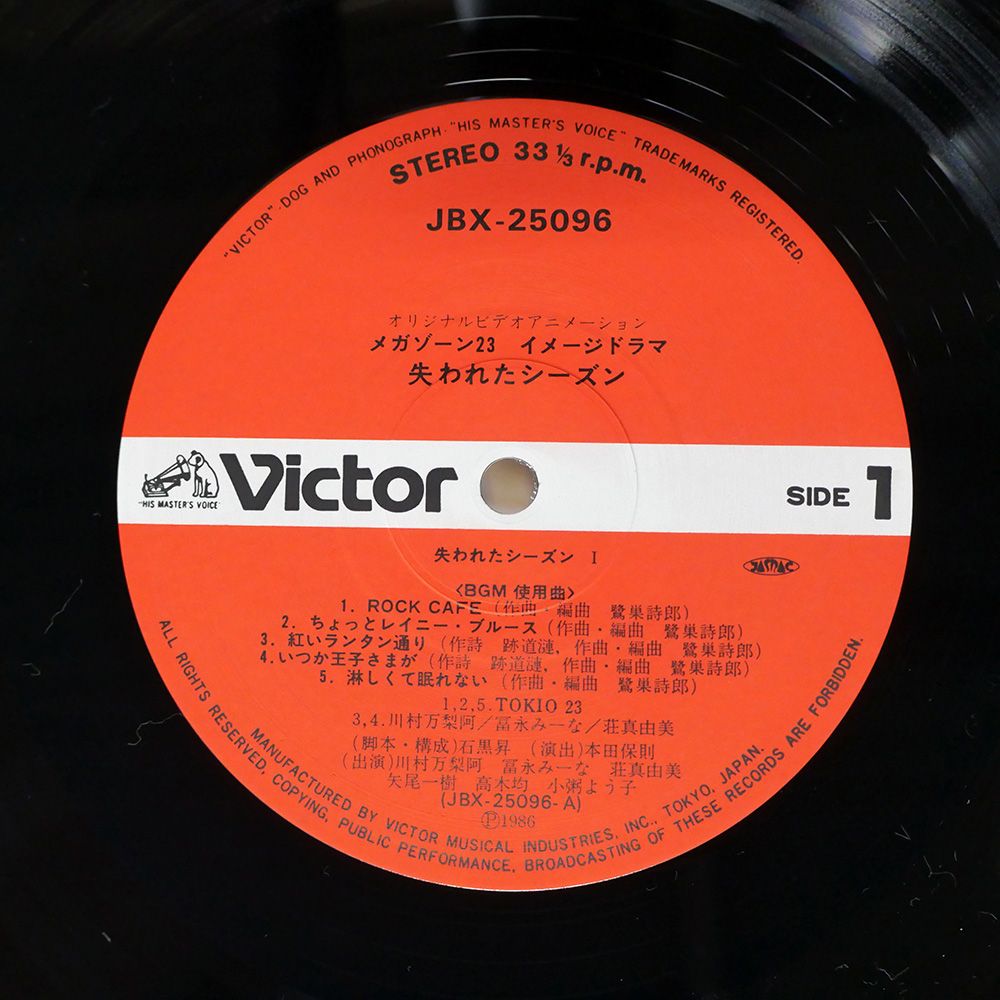 "VICTOR"·DOG AND PHONOGRAPH·"HIS MASTER'S VOICE" TRADEMARKS REGISTERED.
STEREO 33 1/3 r.p.m.
JBX-25096
オリジナルビデオアニメーション
メガゾーン23 イメージドラマ
失われたシーズン
"HIS MASTER'S VOICE"
Victor
SIDE 1
失われたシーズン I
JASRAC
〈BGM 使用曲〉
1. ROCK CAFE (作曲・編曲 鷺巣詩郎)
2. ちょっとレイニー・ブルース (作曲・編曲 鷺巣詩郎)
3. 紅いランタン通り (作詩 跡道漣, 作曲・編曲 鷺巣詩郎)
4. いつか王子さまが (作詩 跡道漣, 作曲・編曲 鷺巣詩郎)
5. 淋しくて眠れない (作曲・編曲 鷺巣詩郎)
1,2,5. TOKIO 23
3,4. 川村万梨阿/冨永みーな/荘真由美
(脚本・構成)石黒昇 (演出)本田保則
(出演)川村万梨阿 冨永みーな 荘真由美
矢尾一樹 高木均 小粥よう子
(JBX-25096-A)
Ⓟ1986
MANUFACTURED BY VICTOR MUSICAL INDUSTRIES, INC., TOKYO, JAPAN.
ALL RIGHTS RESERVED, COPYING, PUBLIC PERFORMANCE, BROADCASTING OF THESE RECORDS ARE FORBIDDEN.